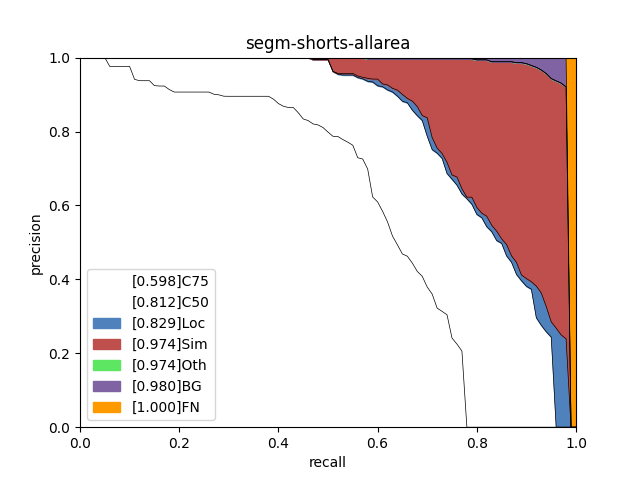 segm-shorts-allarea
precision
1.0
0.8
0.6
0.4
0.2
0.0
[0.598]C75
[0.812]C50
[0.829]Loc
[0.974]Sim
[0.974]Oth
[0.980]BG
[1.000]FN
0.0 0.2 0.4 0.6 0.8 1.0
recall